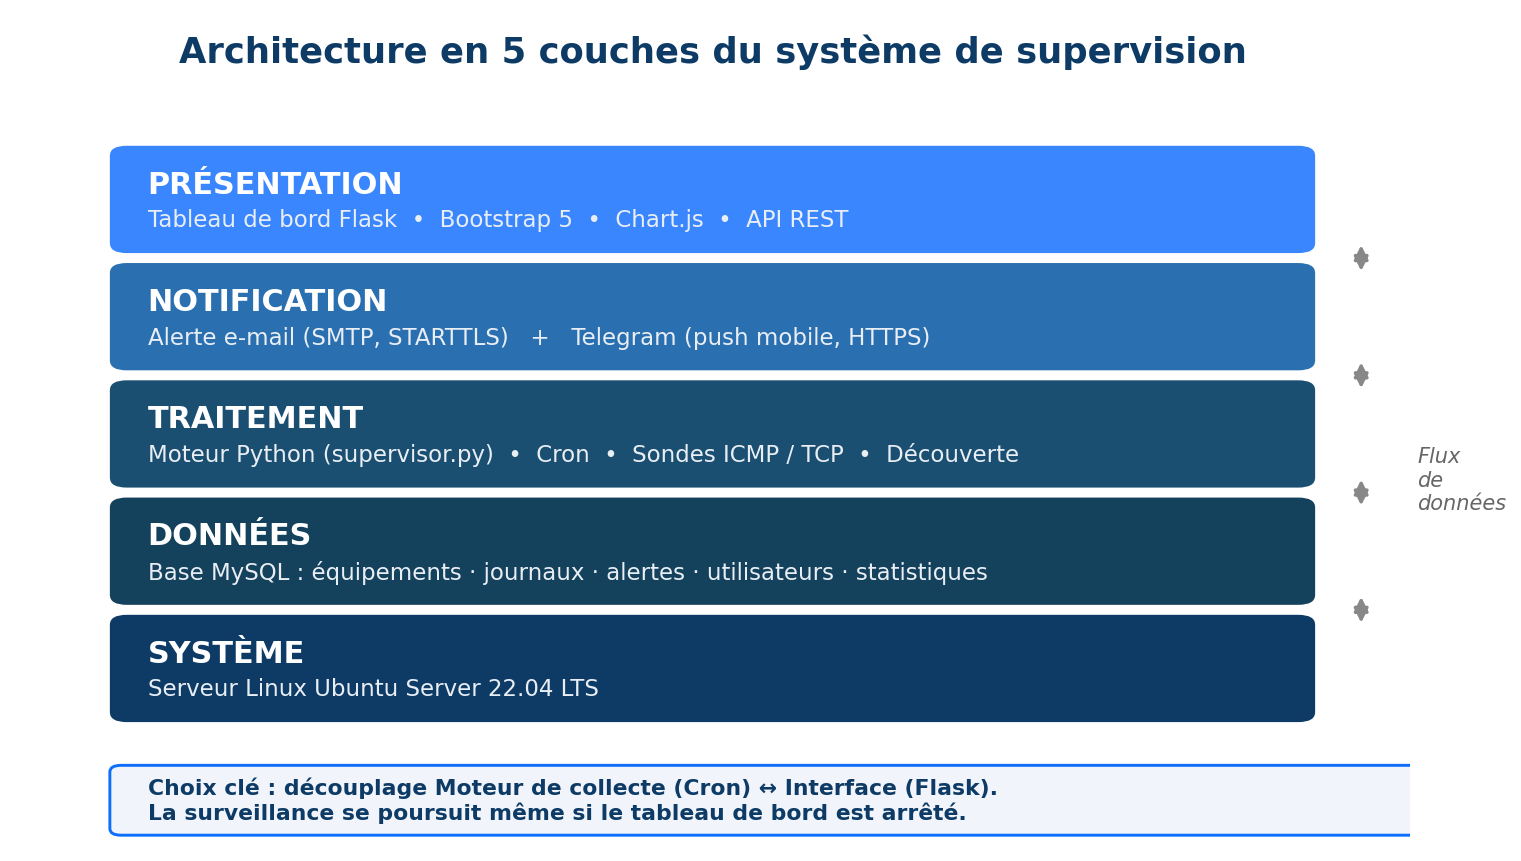 Architecture en 5 couches du système de supervision
PRÉSENTATION
Tableau de bord Flask • Bootstrap 5 • Chart.js • API REST
NOTIFICATION
Alerte e-mail (SMTP, STARTTLS) + Telegram (push mobile, HTTPS)
TRAITEMENT
Moteur Python (supervisor.py) • Cron • Sondes ICMP / TCP • Découverte
DONNÉES
Base MySQL : équipements · journaux · alertes · utilisateurs · statistiques
SYSTÈME
Serveur Linux Ubuntu Server 22.04 LTS
Flux
de
données
Choix clé : découplage Moteur de collecte (Cron) ↔ Interface (Flask).
La surveillance se poursuit même si le tableau de bord est arrêté.